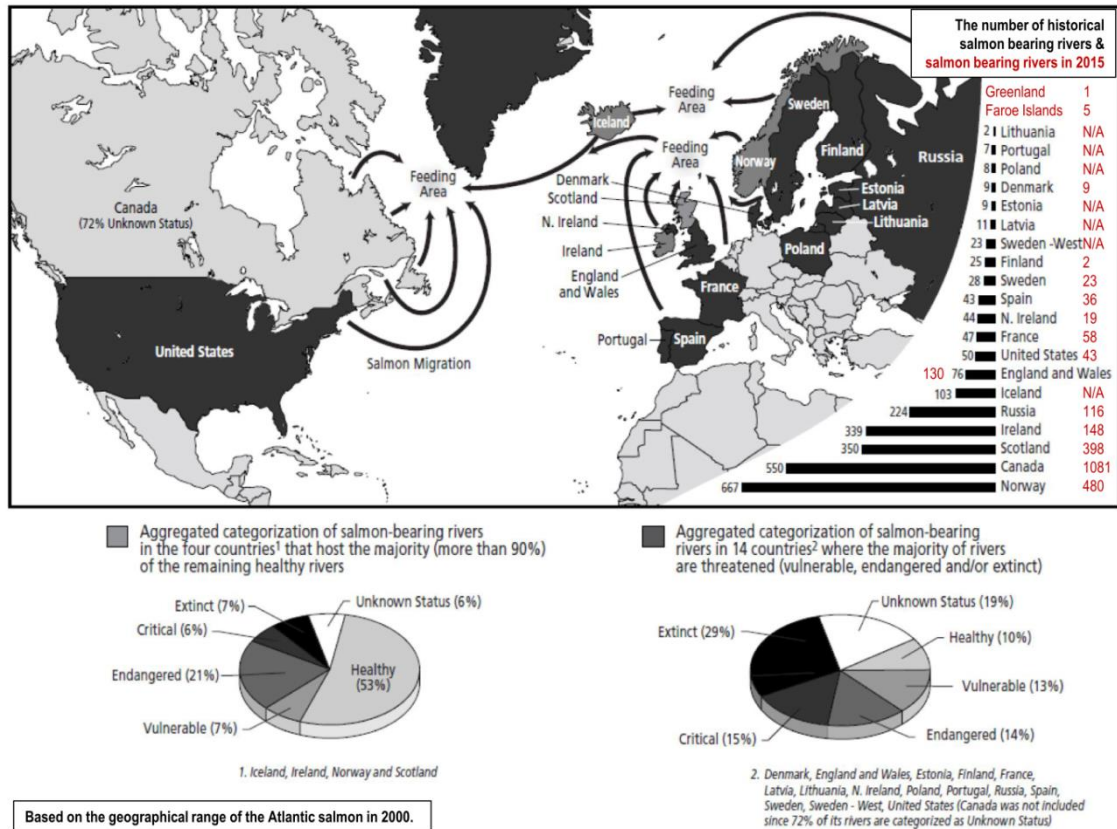 The number of historical
salmon bearing rivers &
salmon bearing rivers in 2015
Greenland 1
Faroe Islands 5
2 Lithuania N/A
7 Portugal N/A
8 Poland N/A
9 Denmark 9
9 Estonia N/A
11 Latvia N/A
23 Sweden -West N/A
25 Finland 2
28 Sweden 23
43 Spain 36
44 N. Ireland 19
47 France 58
50 United States 43
130 76 England and Wales
103 Iceland N/A
224 Russia 116
339 Ireland 148
350 Scotland 398
550 Canada 1081
667 Norway 480
Canada
(72% Unknown Status)
United States
Feeding
Area
Salmon Migration
Iceland
Feeding
Area
Feeding
Area
Sweden
Finland
Norway
Russia
Denmark
Scotland
N. Ireland
Ireland
England
and Wales
Estonia
Latvia
Lithuania
Poland
France
Portugal
Spain
Aggregated categorization of salmon-bearing rivers
in the four countries1 that host the majority (more than 90%)
of the remaining healthy rivers
Extinct (7%)
Unknown Status (6%)
Critical (6%)
Endangered (21%)
Healthy
(53%)
Vulnerable (7%)
1. Iceland, Ireland, Norway and Scotland
Aggregated categorization of salmon-bearing
rivers in 14 countries2 where the majority of rivers
are threatened (vulnerable, endangered and/or extinct)
Unknown Status (19%)
Extinct (29%)
Healthy (10%)
Vulnerable (13%)
Critical (15%)
Endangered (14%)
2. Denmark, England and Wales, Estonia, Finland, France,
Latvia, Lithuania, N. Ireland, Poland, Portugal, Russia, Spain,
Sweden, Sweden - West, United States (Canada was not included
since 72% of its rivers are categorized as Unknown Status)
Based on the geographical range of the Atlantic salmon in 2000.